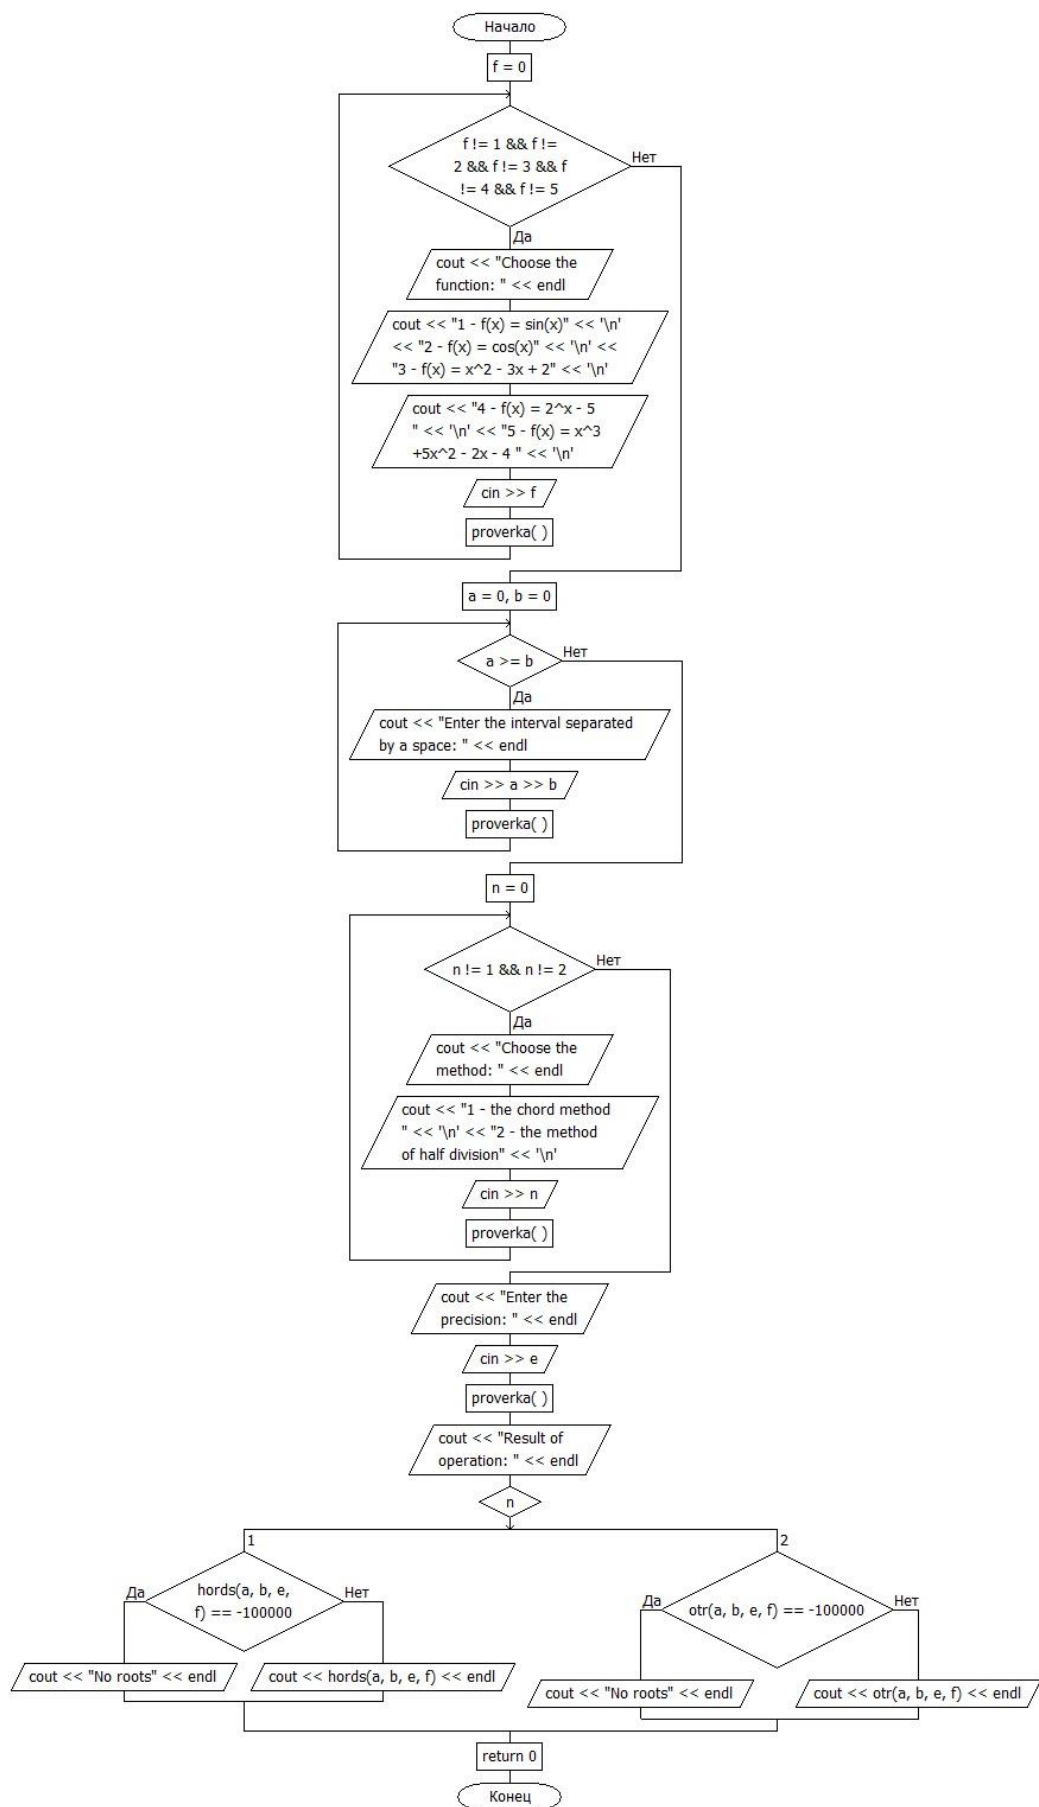 Начало
f = 0
f != 1 && f !=
2 && f != 3 && f
!= 4 && f != 5
Нет
Да
cout << "Choose the
function: " << endl
cout << "1 - f(x) = sin(x)" << '\n'
<< "2 - f(x) = cos(x)" << '\n' <<
"3 - f(x) = x^2 - 3x + 2" << '\n'
cout << "4 - f(x) = 2^x - 5
" << '\n' << "5 - f(x) = x^3
+5x^2 - 2x - 4 " << '\n'
cin >> f
proverka( )
a = 0, b = 0
a >= b
Нет
Да
cout << "Enter the interval separated
by a space: " << endl
cin >> a >> b
proverka( )
n = 0
n != 1 && n != 2
Нет
Да
cout << "Choose the
method: " << endl
cout << "1 - the chord method
" << '\n' << "2 - the method
of half division" << '\n'
cin >> n
proverka( )
cout << "Enter the
precision: " << endl
cin >> e
proverka( )
cout << "Result of
operation: " << endl
n
1
Да
hords(a, b, e,
f) == -100000
Нет
cout << "No roots" << endl
cout << hords(a, b, e, f) << endl
2
Да
otr(a, b, e, f) == -100000
Нет
cout << "No roots" << endl
cout << otr(a, b, e, f) << endl
return 0
Конец